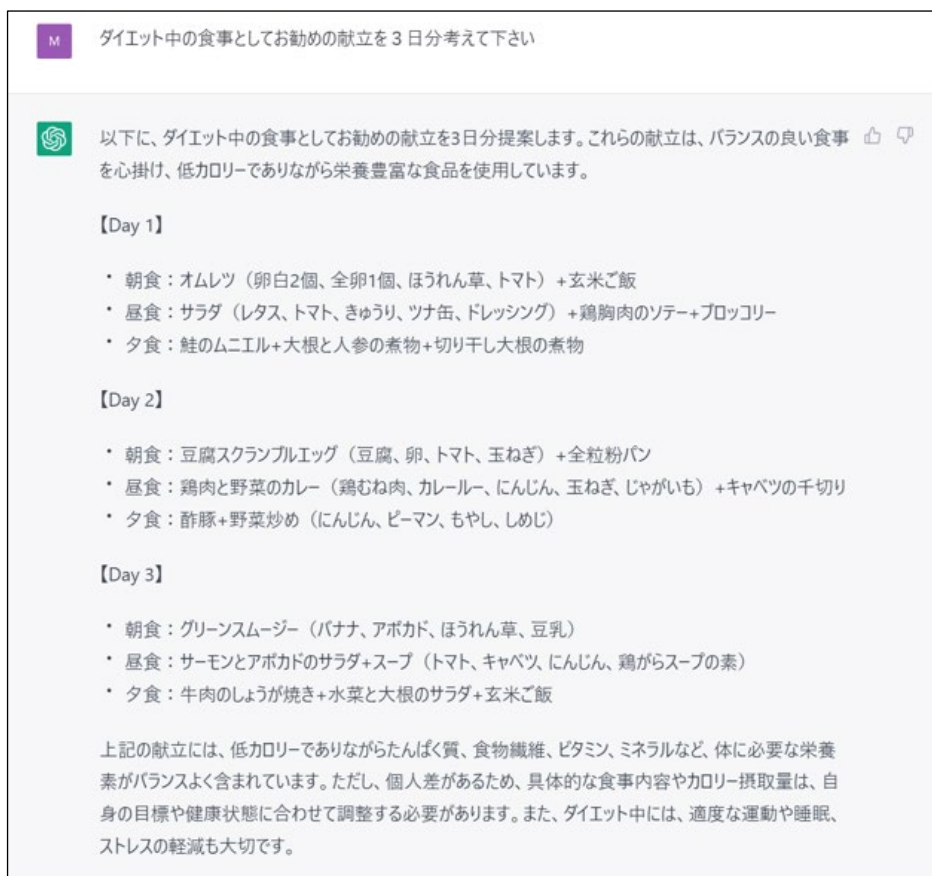 M
ダイエット中の食事としてお勧めの献立を3日分考えて下さい
以下に、ダイエット中の食事としてお勧めの献立を3日分提案します。これらの献立は、バランスの良い食事
を心掛け、低カロリーでありながら栄養豊富な食品を使用しています。
【Day 1】
・ 朝食：オムレツ（卵白2個、全卵1個、ほうれん草、トマト）+玄米ご飯
・ 昼食：サラダ（レタス、トマト、きゅうり、ツナ缶、ドレッシング）+鶏胸肉のソテー+ブロッコリー
・ 夕食：鮭のムニエル+大根と人参の煮物+切り干し大根の煮物
【Day 2】
・ 朝食：豆腐スクランブルエッグ（豆腐、卵、トマト、玉ねぎ）+全粒粉パン
・ 昼食：鶏肉と野菜のカレー（鶏むね肉、カレールー、にんじん、玉ねぎ、じゃがいも）+キャベツの千切り
・ 夕食：酢豚+野菜炒め（にんじん、ピーマン、もやし、しめじ）
【Day 3】
・ 朝食：グリーンスムージー（バナナ、アボカド、ほうれん草、豆乳）
・ 昼食：サーモンとアボカドのサラダ+スープ（トマト、キャベツ、にんじん、鶏がらスープの素）
・ 夕食：牛肉のしょうが焼き+水菜と大根のサラダ+玄米ご飯
上記の献立には、低カロリーでありながらたんぱく質、食物繊維、ビタミン、ミネラルなど、体に必要な栄養
素がバランスよく含まれています。ただし、個人差があるため、具体的な食事内容やカロリー摂取量は、自
身の目標や健康状態に合わせて調整する必要があります。また、ダイエット中には、適度な運動や睡眠、
ストレスの軽減も大切です。